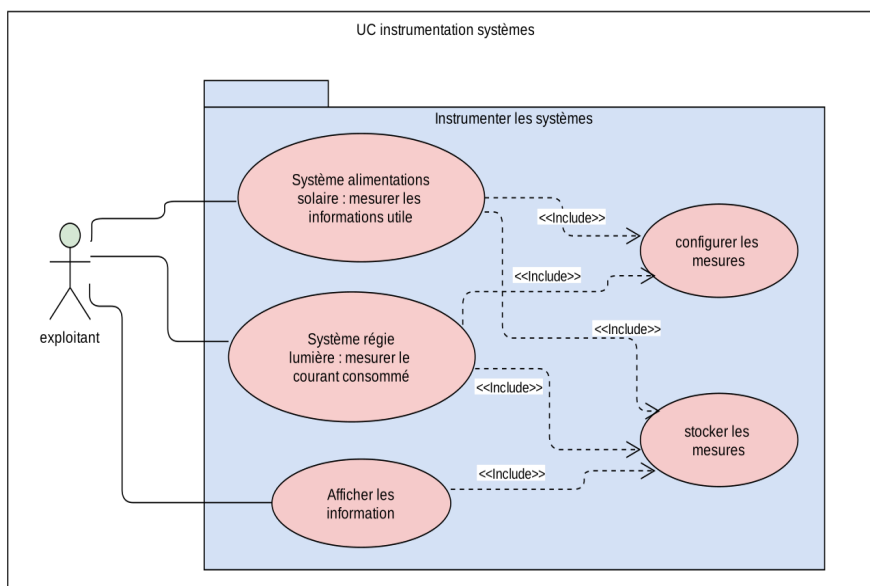 UC instrumentation systèmes
Instrumenter les systèmes
Système alimentations
solaire : mesurer les
informations utile
<<Include>>
configurer les
mesures
<<Include>>
exploitant
Système régie
lumière : mesurer le
courant consommé
<<Include>>
<<Include>>
stocker les
mesures
<<Include>>
Afficher les
information